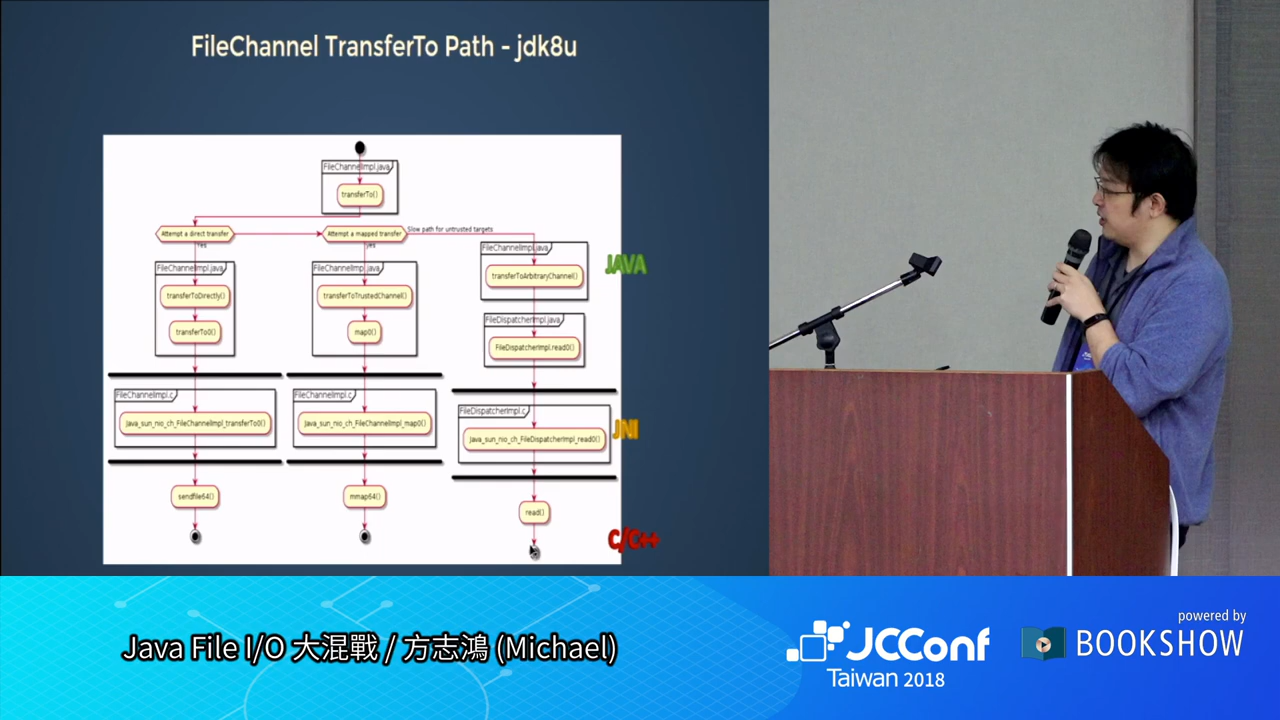 FileChannel TransferTo Path - jdk8u
FileChannelImpl.java
transferTo()
Attempt a direct transfer
Attempt a mapped transfer
Slow path for untrusted targets
Yes
yes
FileChannelImpl.java
transferToDirectly()
transferTo0()
FileChannelImpl.java
transferToTrustedChannel()
map0()
FileChannelImpl.java
transferToArbitraryChannel()
FileDispatcherImpl.java
FileDispatcherImpl.read0()
JAVA
FileChannelImpl.c
Java_sun_nio_ch_FileChannelImpl_transferTo0()
FileChannelImpl.c
Java_sun_nio_ch_FileChannelImpl_map0()
FileDispatcherImpl.c
Java_sun_nio_ch_FileDispatcherImpl_read0()
JNI
sendfile64()
mmap64()
read()
C/C++
Java File I/O 大混戰 / 方志鴻 (Michael)
JCConf
Taiwan 2018
powered by
BOOKSHOW